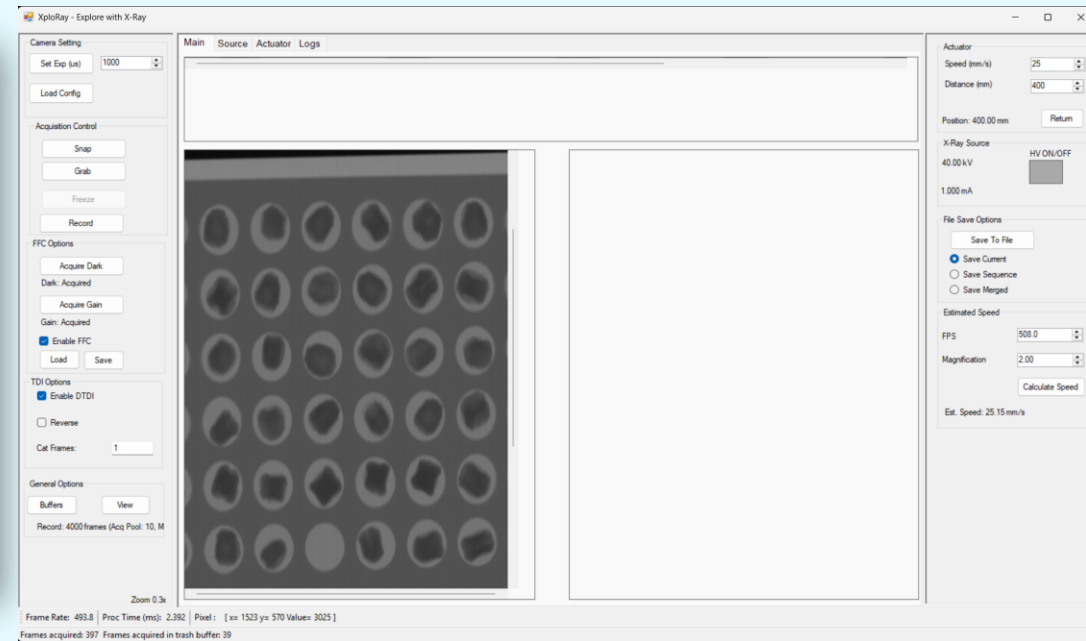 XploRay - Explore with X-Ray
Camera Setting
Set Exp (us) 1000
Load Config
Acquisition Control
Snap
Grab
Freeze
Record
FFC Options
Acquire Dark
Dark: Acquired
Acquire Gain
Gain: Acquired
Enable FFC
Load Save
TDI Options
Enable DTDI
Reverse
Cat Frames: 1
General Options
Buffers View
Record: 4000 frames (Acq Pool: 10, M
Zoom 0.3x
Main Source Actuator Logs
Actuator
Speed (mm/s) 25
Distance (mm) 400
Position: 400.00 mm Return
X-Ray Source
HV ON/OFF
40.00 kV
1.000 mA
File Save Options
Save To File
Save Current
Save Sequence
Save Merged
Estimated Speed
FPS 508.0
Magnification 2.00
Calculate Speed
Est. Speed: 25.15 mm/s
Frame Rate: 493.8 Proc Time (ms): 2.392 Pixel : [ x= 1523 y= 570 Value= 3025 ]
Frames acquired: 397 Frames acquired in trash buffer: 39